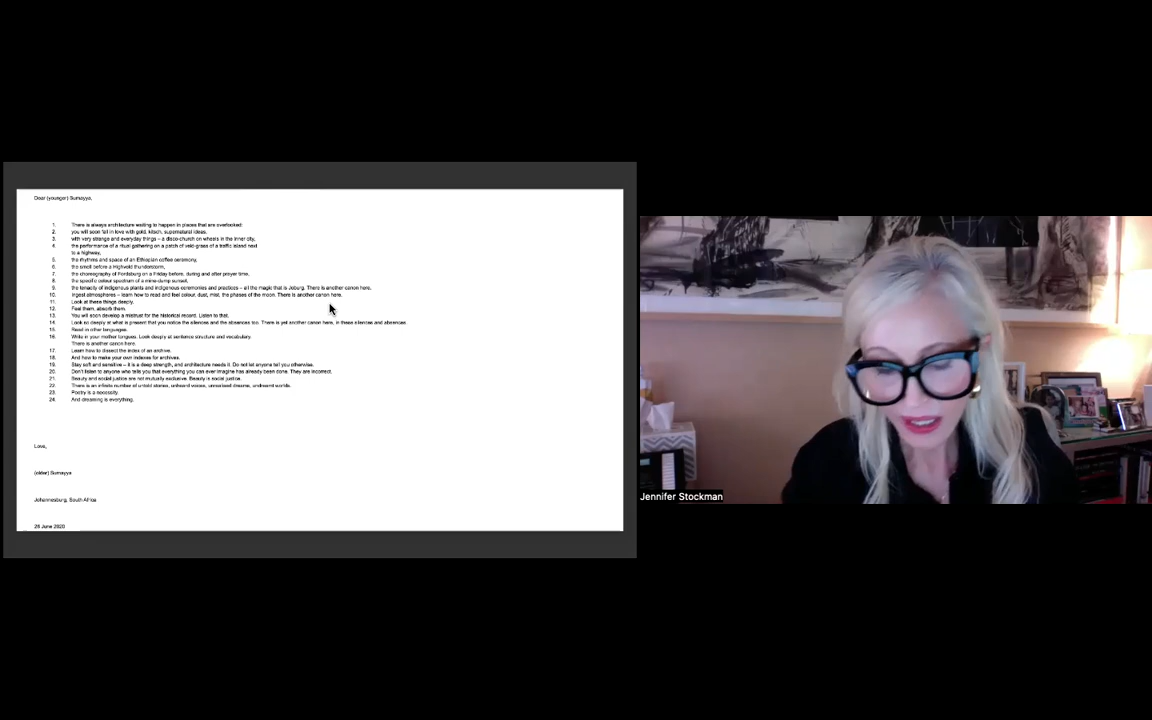 Dear (younger) Sumayya,
1. There is always architecture waiting to happen in places that are overlooked:
2. you will soon fall in love with gold, kitsch, supernatural ideas,
3. with very strange and everyday things – a disco-church on wheels in the inner city,
4. the performance of a ritual gathering on a patch of veld grass of a traffic island next
to a highway,
5. the rhythms and space of an Ethiopian coffee ceremony,
6. the smell before a highveld thunderstorm,
7. the choreography of Fordsburg on a Friday before, during and after prayer time,
8. the specific colour spectrum of a mine-dump sunset,
9. the tenacity of indigenous plants and indigenous ceremonies and practices – all the magic that is Joburg. There is another canon here.
10. Ingest atmospheres – learn how to read and feel colour, dust, mist, the phases of the moon. There is another canon here.
11. Look at these things deeply.
12. Feel them, absorb them.
13. You will soon develop a mistrust for the historical record. Listen to that.
14. Look so deeply at what is present that you notice the silences and the absences too. There is yet another canon here, in these silences and absences.
15. Read in other languages.
16. Write in your mother tongues. Look deeply at sentence structure and vocabulary.
There is another canon here.
17. Learn how to dissect the index of an archive.
18. And how to make your own indexes for archives.
19. Stay soft and sensitive – it is a deep strength, and architecture needs it. Do not let anyone tell you otherwise.
20. Don't listen to anyone who tells you that everything you can ever imagine has already been done. They are incorrect.
21. Beauty and social justice are not mutually exclusive. Beauty is social justice.
22. There is an infinite number of untold stories, unheard voices, unrealised dreams, undreamt worlds.
23. Poetry is a necessity.
24. And dreaming is everything.
Love,
(older) Sumayya
Johannesburg, South Africa
28 June 2020
Jennifer Stockman